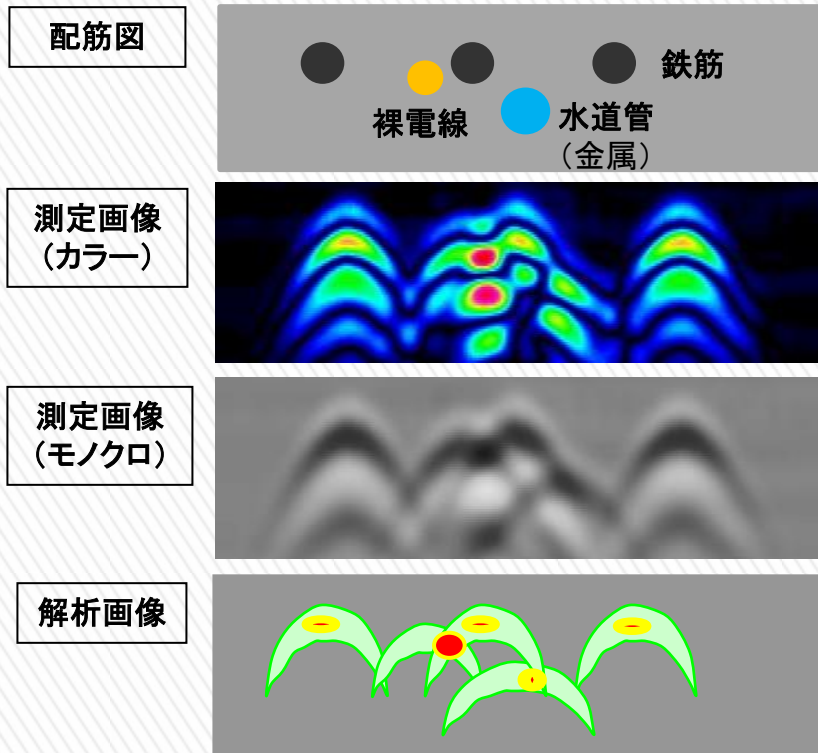 配筋図
鉄筋
裸電線
水道管
（金属）
測定画像
（カラー）
測定画像
（モノクロ）
解析画像